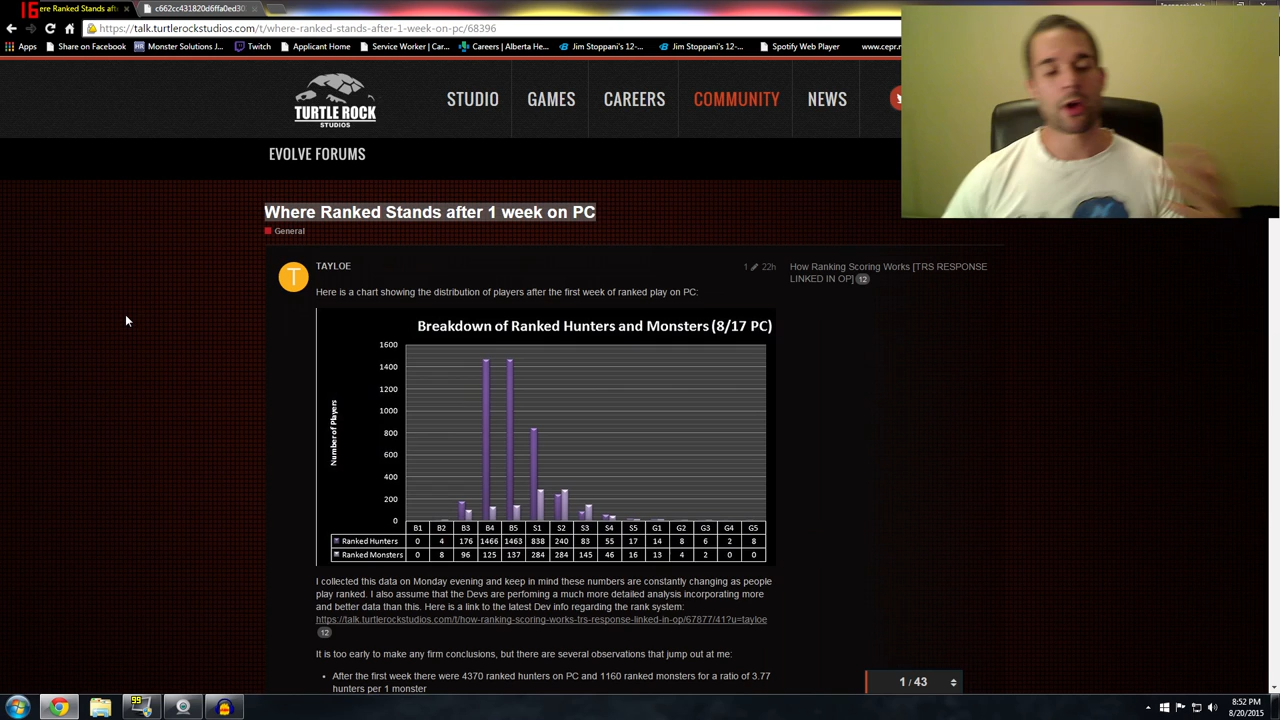 16
ere Ranked Stands after
c662cc431820d6ffa0ed30
https://talk.turtlerockstudios.com/t/where-ranked-stands-after-1-week-on-pc/68396
Apps
Share on Facebook
Monster Solutions J...
Twitch
Applicant Home
Service Worker | Car...
Careers | Alberta He...
Jim Stoppani's 12-...
Jim Stoppani's 12-...
Spotify Web Player
www.cepr.ro
TURTLE ROCK
STUDIOS
STUDIO
GAMES
CAREERS
COMMUNITY
NEWS
EVOLVE FORUMS
Where Ranked Stands after 1 week on PC
General
T
TAYLOE
1
22h
How Ranking Scoring Works [TRS RESPONSE
LINKED IN OP] 12
Here is a chart showing the distribution of players after the first week of ranked play on PC:
Breakdown of Ranked Hunters and Monsters (8/17 PC)
Number of Players
1600
1400
1200
1000
800
600
400
200
0
B1 B2 B3 B4 B5 S1 S2 S3 S4 S5 G1 G2 G3 G4 G5
Ranked Hunters 0 4 176 1466 1463 838 240 83 55 17 14 8 6 2 8
Ranked Monsters 0 8 96 125 137 284 284 145 46 16 13 4 2 0 0
I collected this data on Monday evening and keep in mind these numbers are constantly changing as people
play ranked. I also assume that the Devs are perfoming a much more detailed analysis incorporating more
and better data than this. Here is a link to the latest Dev info regarding the rank system:
https://talk.turtlerockstudios.com/t/how-ranking-scoring-works-trs-response-linked-in-op/67877/41?u=tayloe
12
It is too early to make any firm conclusions, but there are several observations that jump out at me:
• After the first week there were 4370 ranked hunters on PC and 1160 ranked monsters for a ratio of 3.77
hunters per 1 monster
1 / 43
99
8:52 PM
8/20/2015